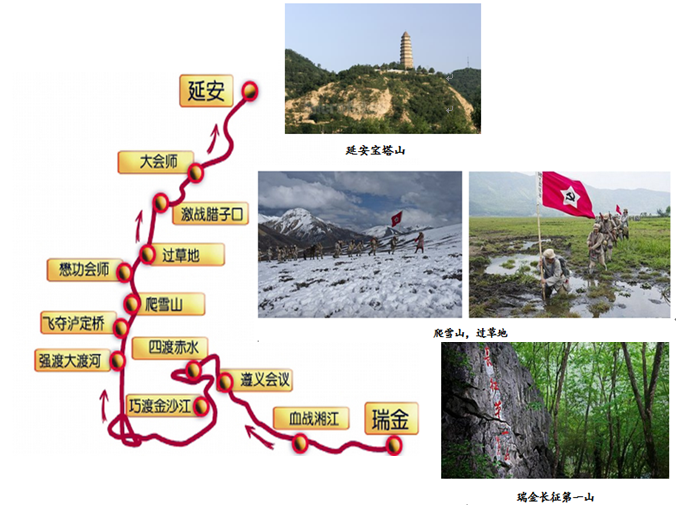 延安
延安宝塔山
大会师
激战腊子口
过草地
懋功会师
爬雪山
飞夺泸定桥
爬雪山，过草地
强渡大渡河
四渡赤水
遵义会议
巧渡金沙江
血战湘江
瑞金
瑞金长征第一山